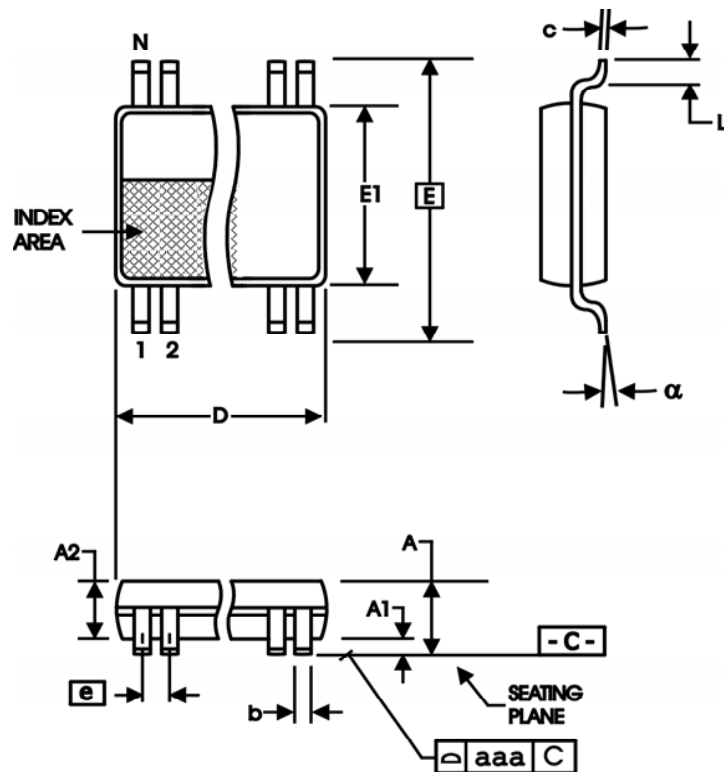 N
c
L
E1
E
INDEX
AREA
1 2
D
α
A2
A
A1
-C-
e
b
SEATING
PLANE
⌓ aaa C